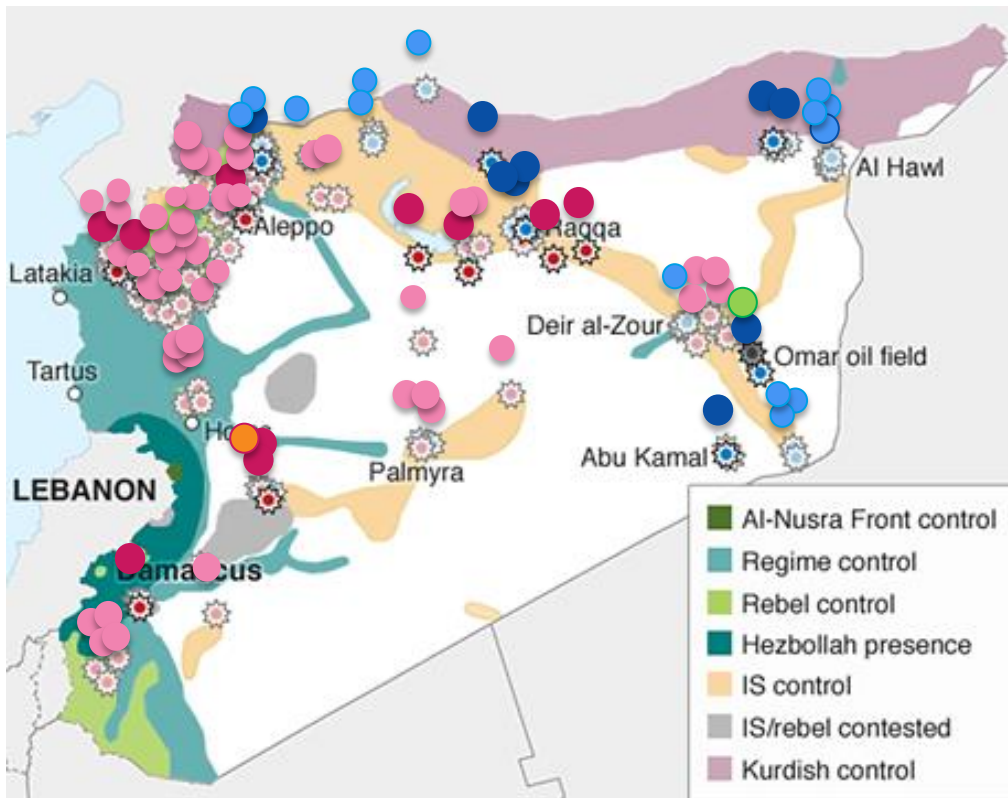 Al Hawl
Aleppo
Raqqa
Latakia
Deir al-Zour
Omar oil field
Tartus
Palmyra
Abu Kamal
LEBANON
Damascus
Al-Nusra Front control
Regime control
Rebel control
Hezbollah presence
IS control
IS/rebel contested
Kurdish control